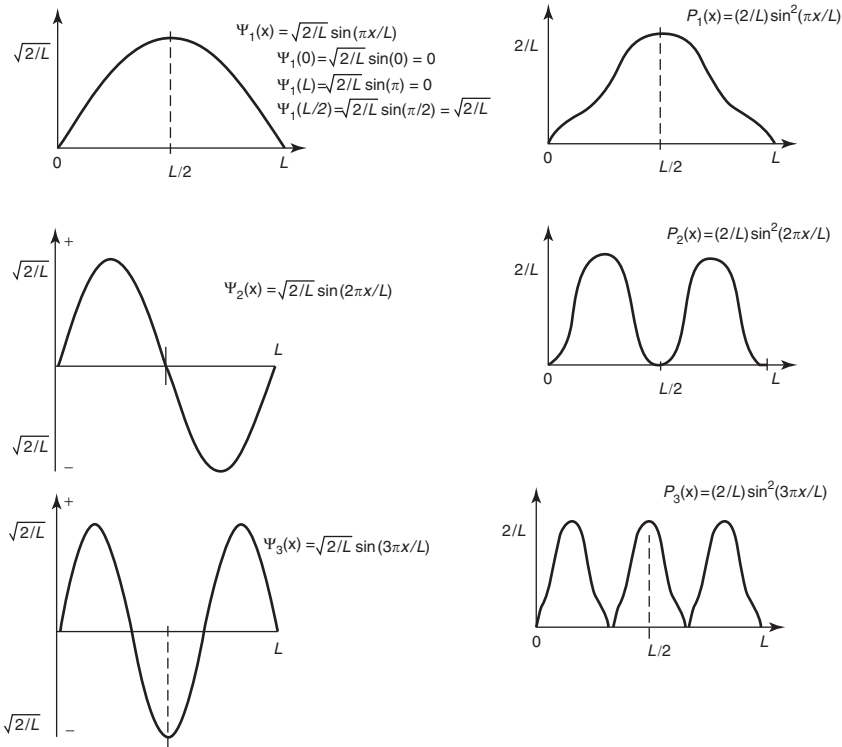 √2/L
Ψ₁(x) = √2/L sin(πx/L)
Ψ₁(0) = √2/L sin(0) = 0
Ψ₁(L) = √2/L sin(π) = 0
Ψ₁(L/2) = √2/L sin(π/2) = √2/L
0
L/2
L
P₁(x) = (2/L) sin²(πx/L)
2/L
0
L/2
L
+
√2/L
Ψ₂(x) = √2/L sin(2πx/L)
L
√2/L
–
P₂(x) = (2/L) sin²(2πx/L)
2/L
0
L/2
L
+
√2/L
Ψ₃(x) = √2/L sin(3πx/L)
L
√2/L
–
P₃(x) = (2/L) sin²(3πx/L)
2/L
0
L/2
L